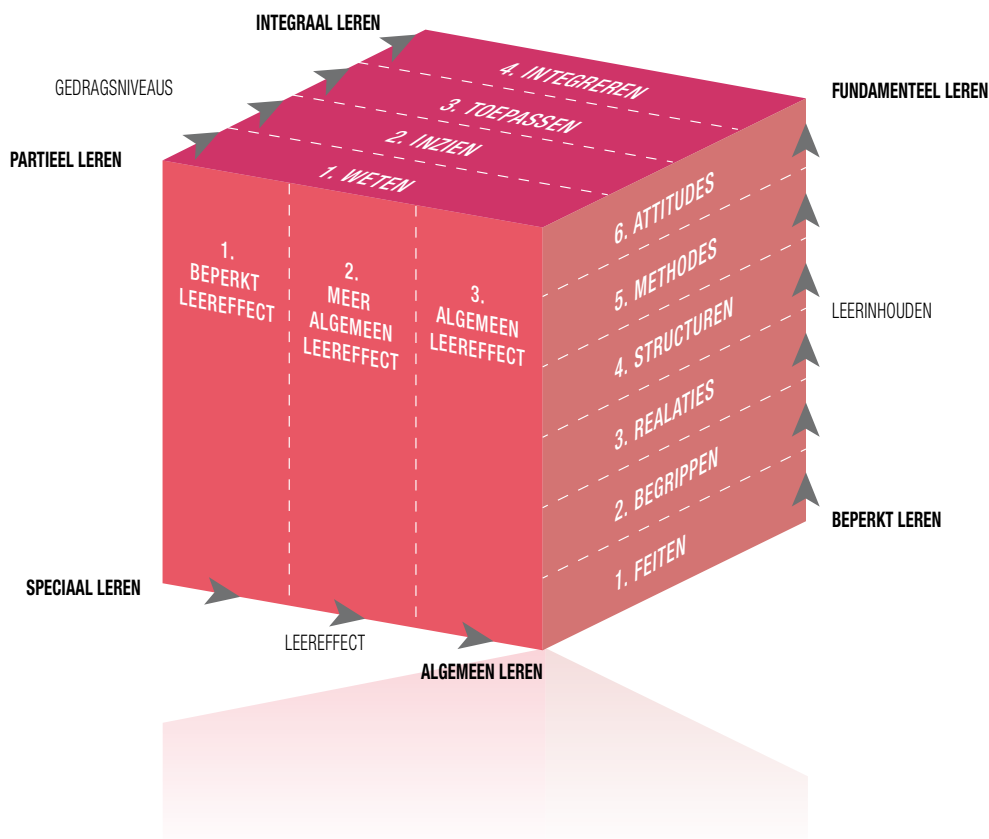 INTEGRAAL LEREN
GEDRAGSNIVEAUS
PARTIEEL LEREN
FUNDAMENTEEL LEREN
4. INTEGREREN
3. TOEPASSEN
2. INZIEN
1. WETEN
1.
BEPERKT
LEEREFFECT
2.
MEER
ALGEMEEN
LEEREFFECT
3.
ALGEMEEN
LEEREFFECT
6. ATTITUDES
5. METHODES
4. STRUCTUREN
3. REALATIES
2. BEGRIPPEN
1. FEITEN
LEERINHOUDEN
BEPERKT LEREN
SPECIAAL LEREN
LEEREFFECT
ALGEMEEN LEREN